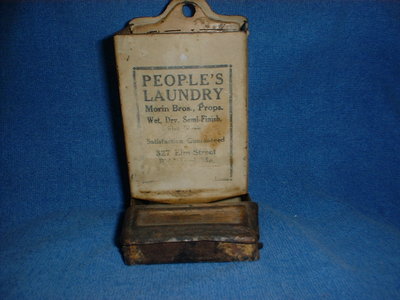 PEOPLE'S
LAUNDRY
Morin Bros., Props.
Wet, Dry, Semi-Finish,
Satisfaction Guaranteed
327 Elm Street